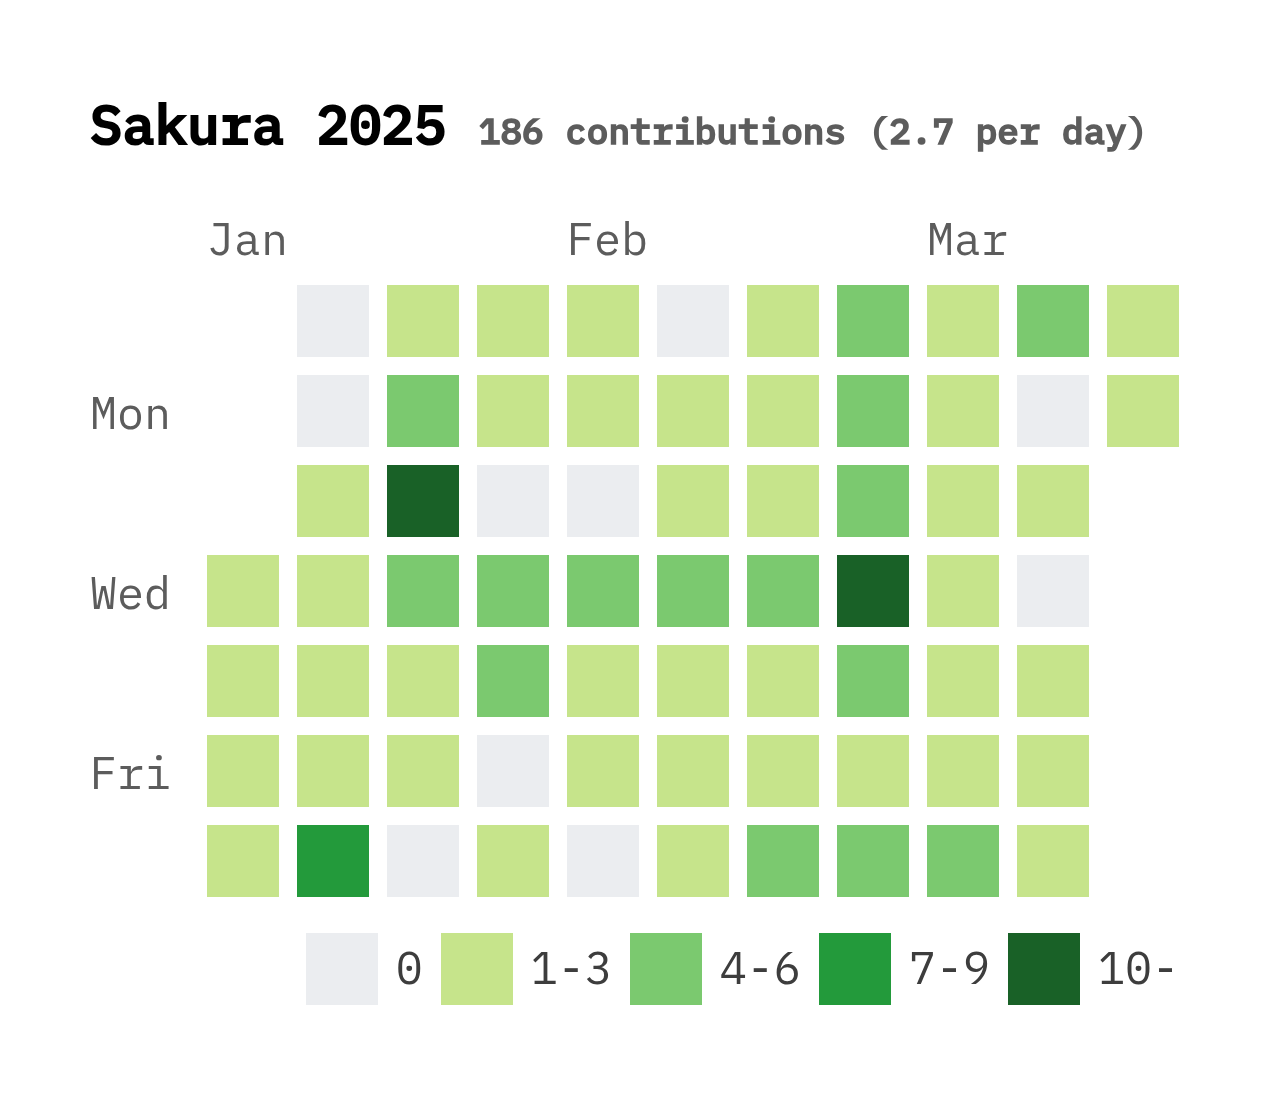 Sakura 2025 186 contributions (2.7 per day)
Jan Feb Mar
Mon
Wed
Fri
0 1-3 4-6 7-9 10-